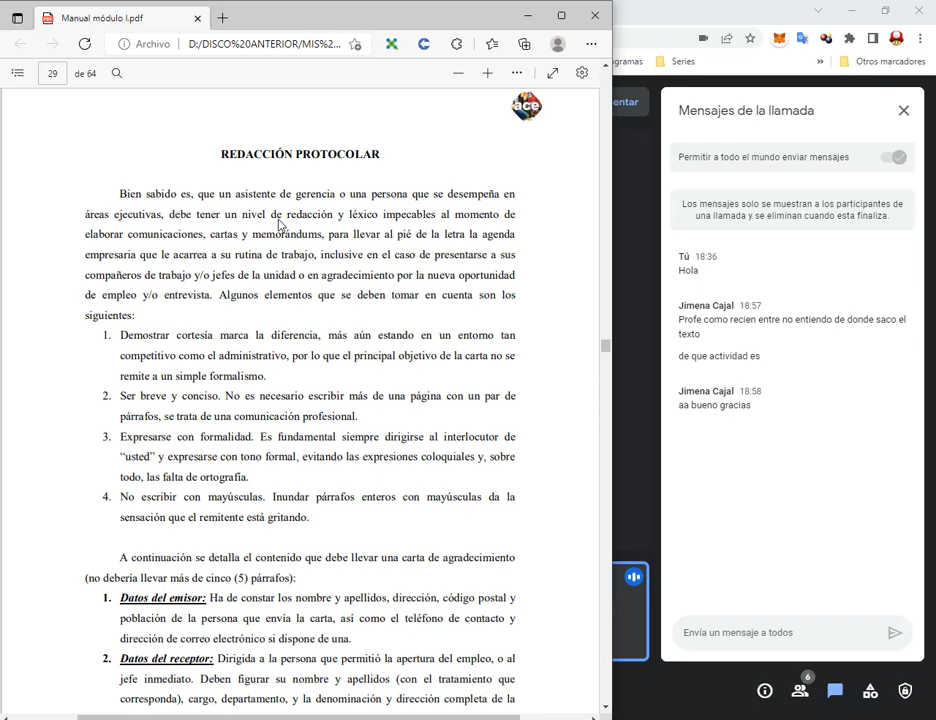 Manual módulo I.pdf
Archivo
D:/DISCO%20ANTERIOR/MIS%2...
29
de 64
ace
REDACCIÓN PROTOCOLAR
Bien sabido es, que un asistente de gerencia o una persona que se desempeña en
áreas ejecutivas, debe tener un nivel de redacción y léxico impecables al momento de
elaborar comunicaciones, cartas y memorándums, para llevar al pié de la letra la agenda
empresaria que le acarrea a su rutina de trabajo, inclusive en el caso de presentarse a sus
compañeros de trabajo y/o jefes de la unidad o en agradecimiento por la nueva oportunidad
de empleo y/o entrevista. Algunos elementos que se deben tomar en cuenta son los
siguientes:
1. Demostrar cortesía marca la diferencia, más aún estando en un entorno tan
competitivo como el administrativo, por lo que el principal objetivo de la carta no se
remite a un simple formalismo.
2. Ser breve y conciso. No es necesario escribir más de una página con un par de
párrafos, se trata de una comunicación profesional.
3. Expresarse con formalidad. Es fundamental siempre dirigirse al interlocutor de
“usted” y expresarse con tono formal, evitando las expresiones coloquiales y, sobre
todo, las falta de ortografía.
4. No escribir con mayúsculas. Inundar párrafos enteros con mayúsculas da la
sensación que el remitente está gritando.
A continuación se detalla el contenido que debe llevar una carta de agradecimiento
(no debería llevar más de cinco (5) párrafos):
1. Datos del emisor: Ha de constar los nombre y apellidos, dirección, código postal y
población de la persona que envía la carta, así como el teléfono de contacto y
dirección de correo electrónico si dispone de una.
2. Datos del receptor: Dirigida a la persona que permitió la apertura del empleo, o al
jefe inmediato. Deben figurar su nombre y apellidos (con el tratamiento que
corresponda), cargo, departamento, y la denominación y dirección completa de la
ogramas
Series
»
Otros marcadores
entar
Mensajes de la llamada
Permitir a todo el mundo enviar mensajes
Los mensajes solo se muestran a los participantes de
una llamada y se eliminan cuando esta finaliza.
Tú 18:36
Hola
Jimena Cajal 18:57
Profe como recien entre no entiendo de donde saco el
texto
de que actividad es
Jimena Cajal 18:58
aa bueno gracias
Envía un mensaje a todos
6